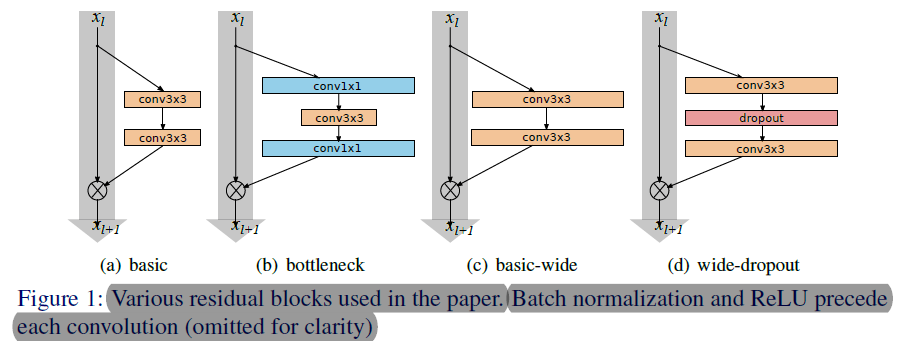 x_l x_l x_l x_l
conv3x3 conv1x1 conv3x3 conv3x3
conv3x3 dropout
conv3x3 conv1x1 conv3x3 conv3x3
x_{l+1} x_{l+1} x_{l+1} x_{l+1}
(a) basic (b) bottleneck (c) basic-wide (d) wide-dropout
Figure 1: Various residual blocks used in the paper. Batch normalization and ReLU precede
each convolution (omitted for clarity)